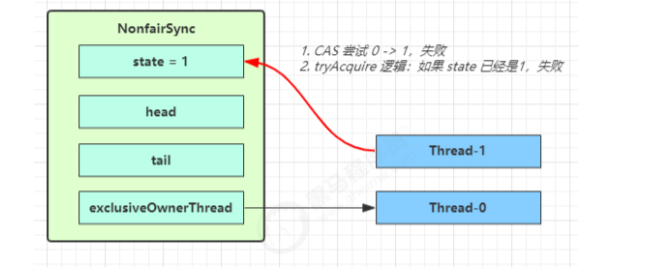 NonfairSync
state = 1
1. CAS 尝试 0 -> 1，失败
2. tryAcquire 逻辑：如果 state 已经是1，失败
head
tail
Thread-1
exclusiveOwnerThread
Thread-0